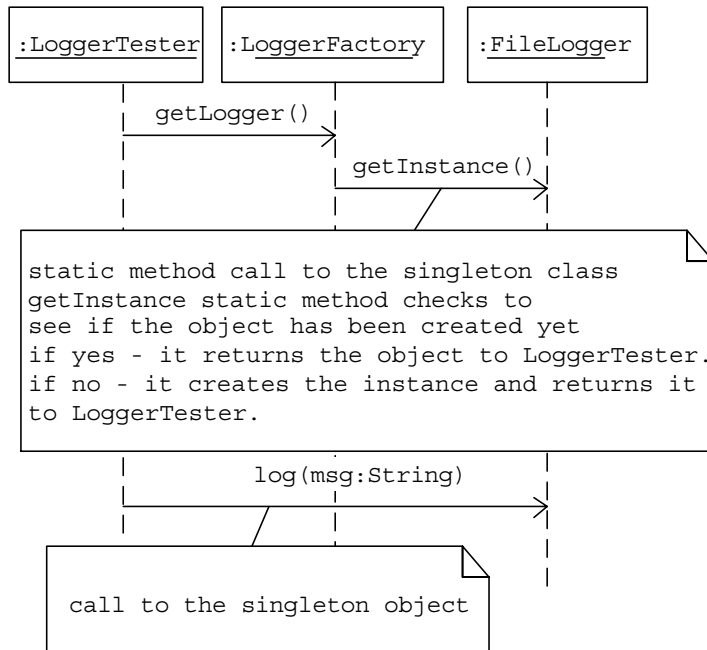 :LoggerTester
:LoggerFactory
:FileLogger
getLogger()
getInstance()
static method call to the singleton class
getInstance static method checks to
see if the object has been created yet
if yes - it returns the object to LoggerTester.
if no - it creates the instance and returns it
to LoggerTester.
log(msg:String)
call to the singleton object